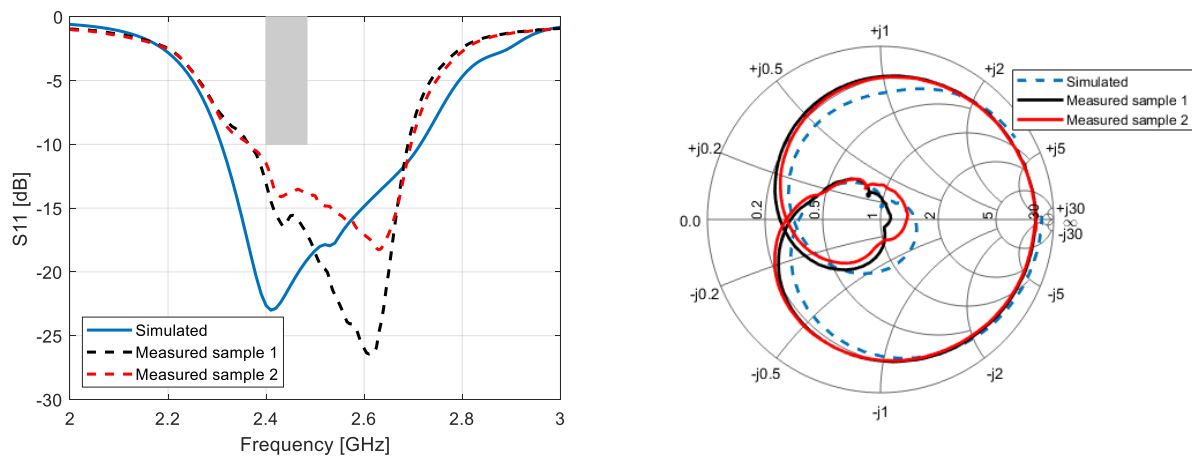 0
-5
-10
-15
-20
-25
-30
S11 [dB]
Simulated
Measured sample 1
Measured sample 2
2
2.2
2.4
2.6
2.8
3
Frequency [GHz]
+j1
+j0.5
+j2
Simulated
Measured sample 1
Measured sample 2
+j0.2
+j5
0.0
0.2
0.5
1
2
5
30
+j30
∞
-j30
-j0.2
-j5
-j0.5
-j2
-j1